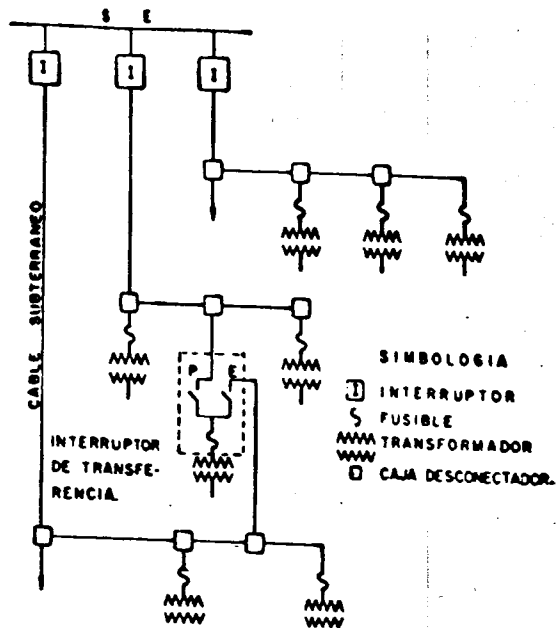 S E
I
I
I
CABLE SUBTERRANEO
P E
INTERRUPTOR
DE TRANSFE-
RENCIA.
SIMBOLOGIA
I INTERRUPTOR
FUSIBLE
TRANSFORMADOR
CAJA DESCONECTADOR.